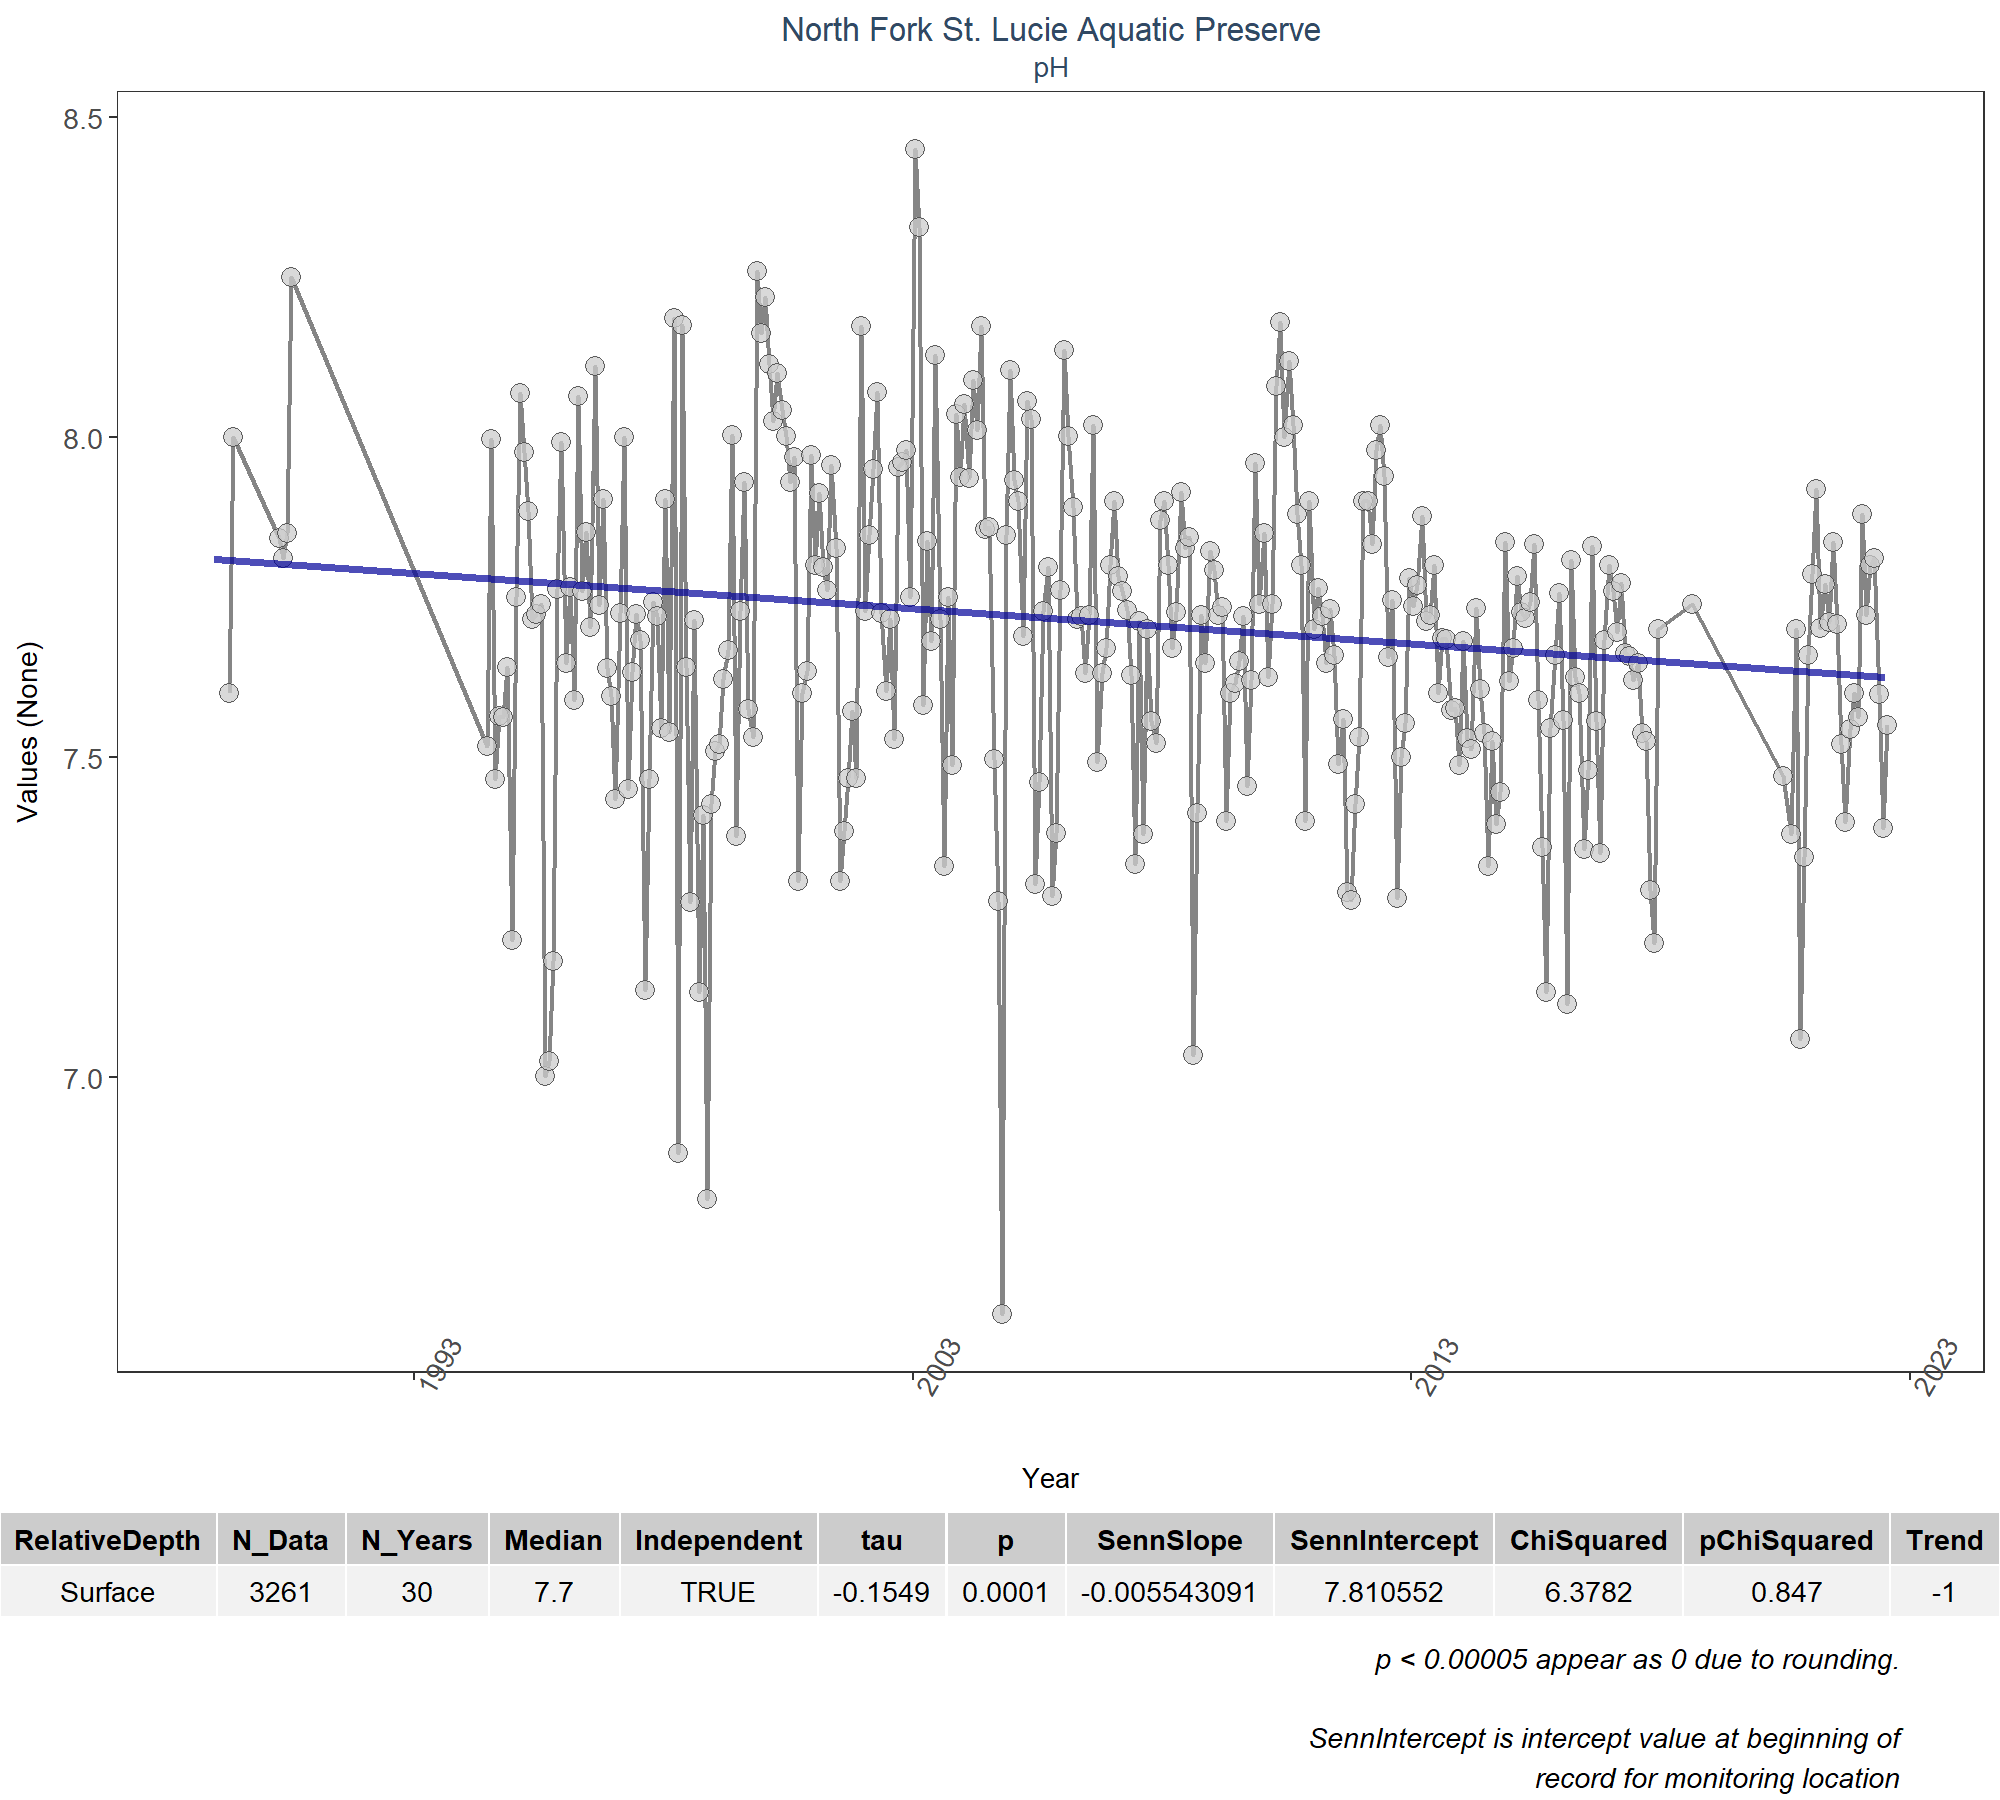 North Fork St. Lucie Aquatic Preserve
pH
8.5
8.0
7.5
7.0
Values (None)
1993
2003
2013
2023
Year
RelativeDepth N_Data N_Years Median Independent tau p SennSlope SennIntercept ChiSquared pChiSquared Trend
Surface 3261 30 7.7 TRUE -0.1549 0.0001 -0.005543091 7.810552 6.3782 0.847 -1
p < 0.00005 appear as 0 due to rounding.
SennIntercept is intercept value at beginning of
record for monitoring location